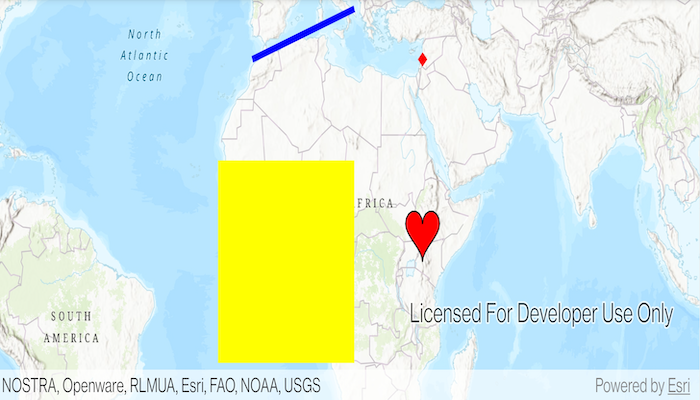 North
Atlantic
Ocean
FRICA
Licensed For Developer Use Only
SOUTH
AMERICA
NOSTRA, Openware, RLMUA, Esri, FAO, NOAA, USGS
Powered by Esri